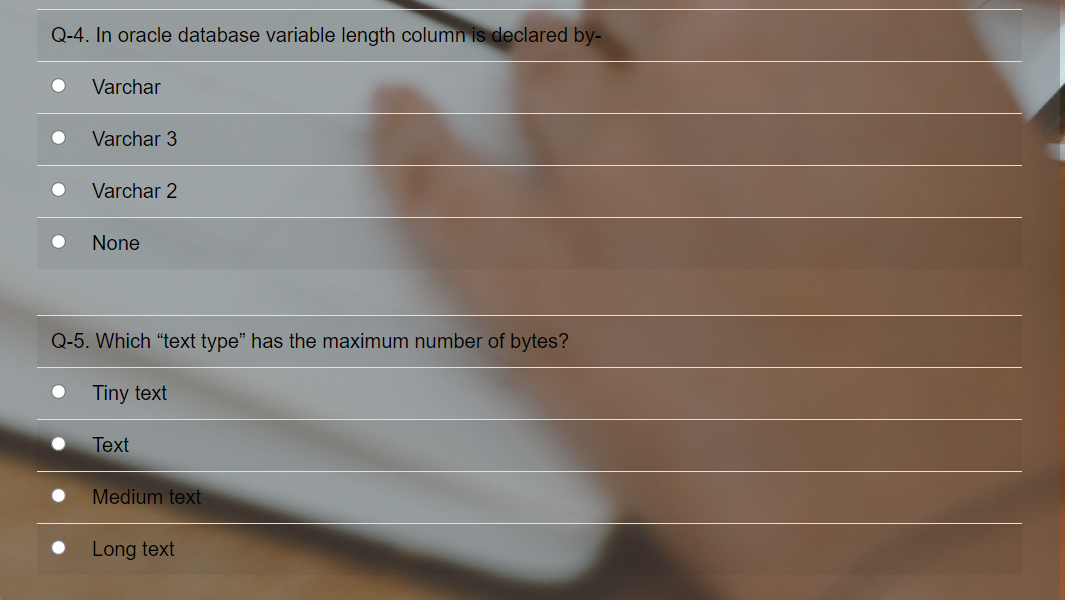 Q-4. In oracle database variable length column is declared by-
Varchar
Varchar 3
Varchar 2
None
Q-5. Which “text type” has the maximum number of bytes?
Tiny text
Text
Medium text
Long text